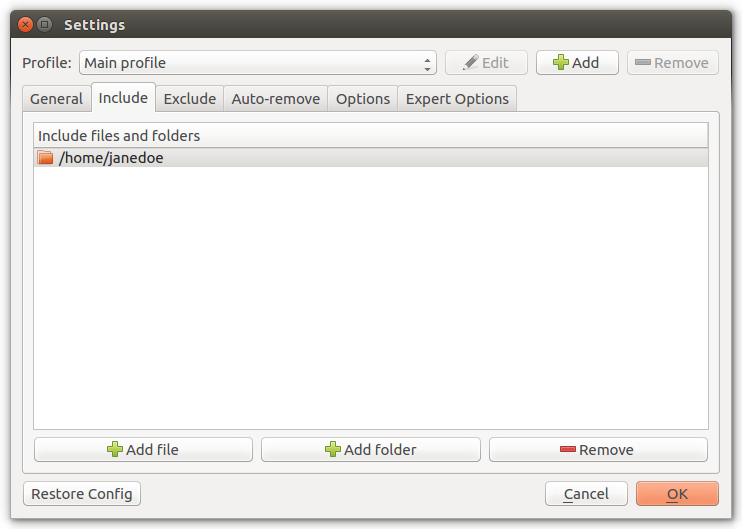 Settings
Profile: Main profile Edit Add Remove
General Include Exclude Auto-remove Options Expert Options
Include files and folders
/home/janedoe
Add file Add folder Remove
Restore Config Cancel OK